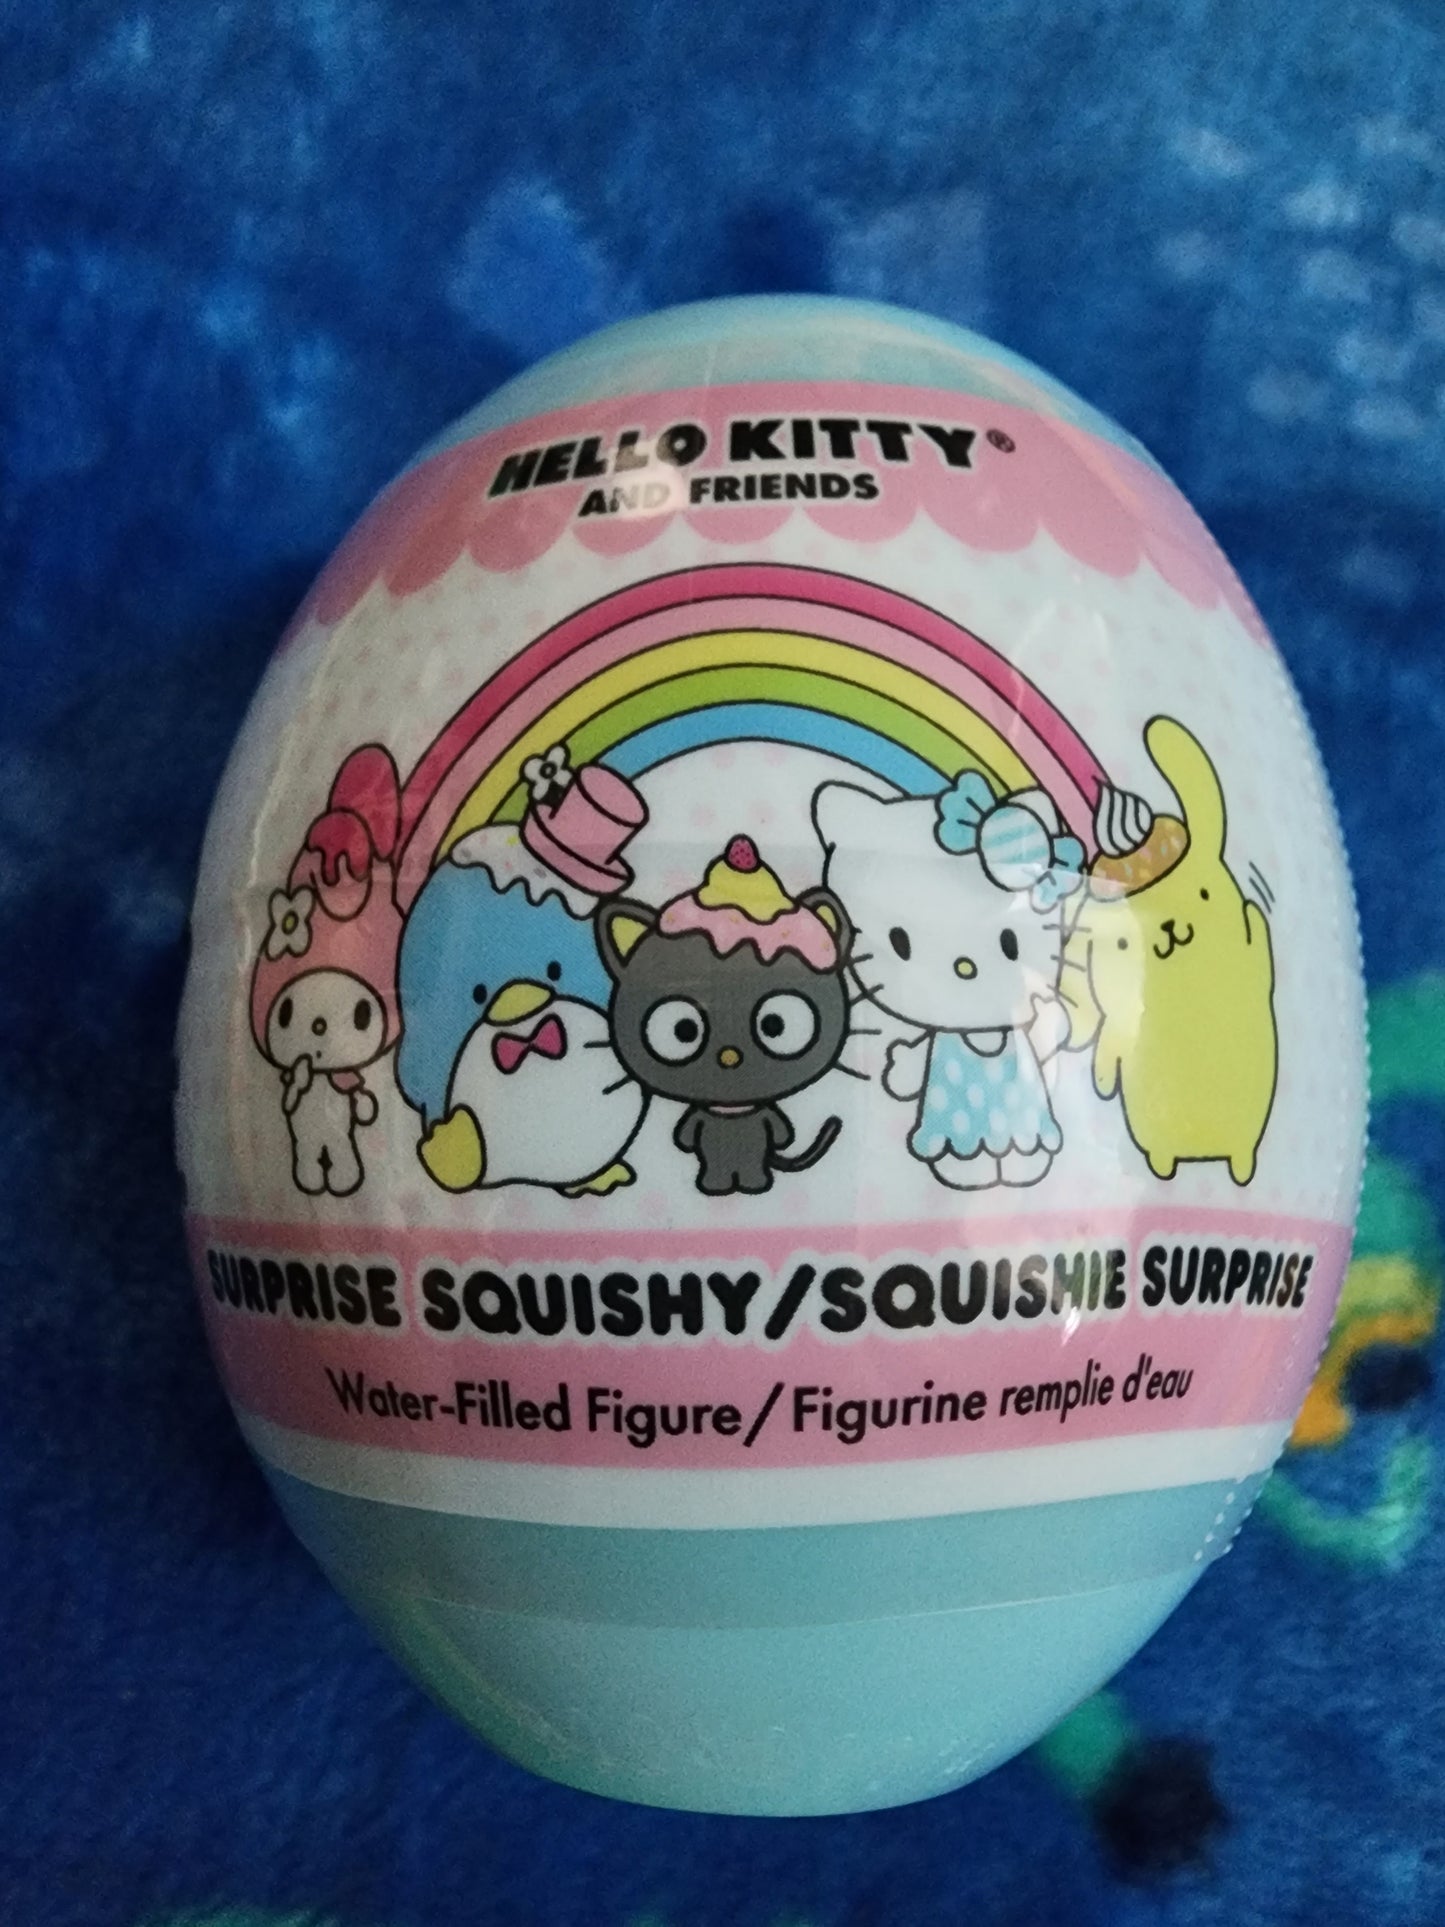 HELLO KITTY®
AND FRIENDS
SURPRISE SQUISHY/SQUISHIE SURPRISE
Water-Filled Figure/Figurine remplie d'eau